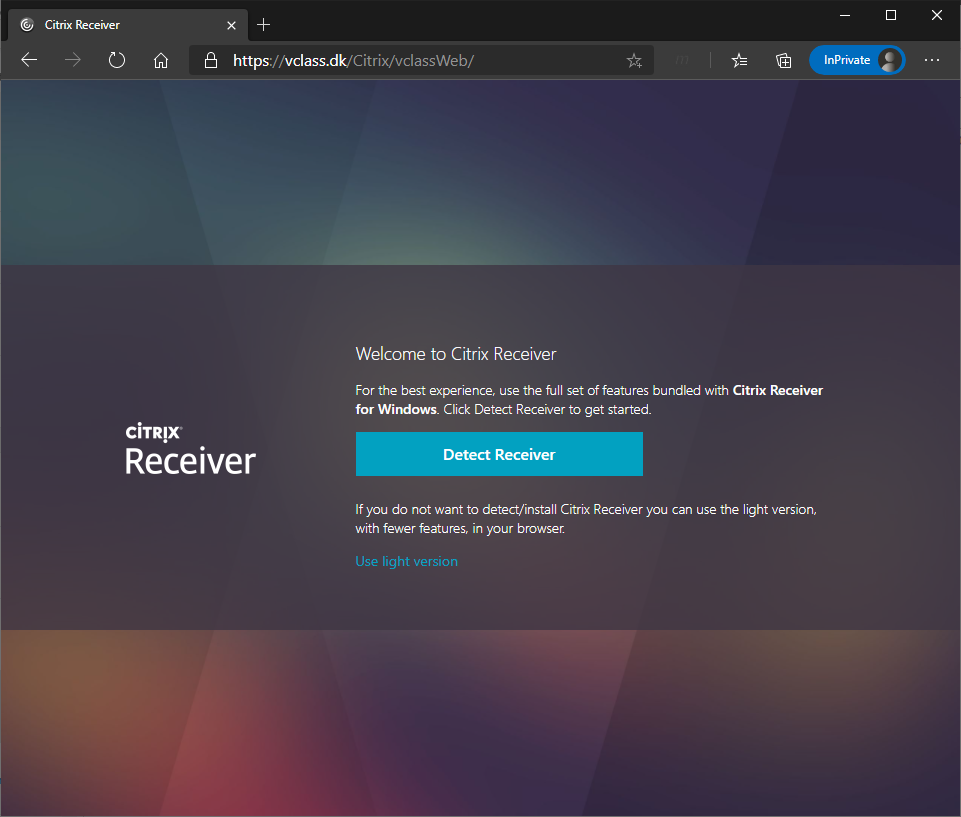 Citrix Receiver
https://vclass.dk/Citrix/vclassWeb/
InPrivate
Welcome to Citrix Receiver
For the best experience, use the full set of features bundled with Citrix Receiver
for Windows. Click Detect Receiver to get started.
CİTRIX®
Receiver
Detect Receiver
If you do not want to detect/install Citrix Receiver you can use the light version,
with fewer features, in your browser.
Use light version